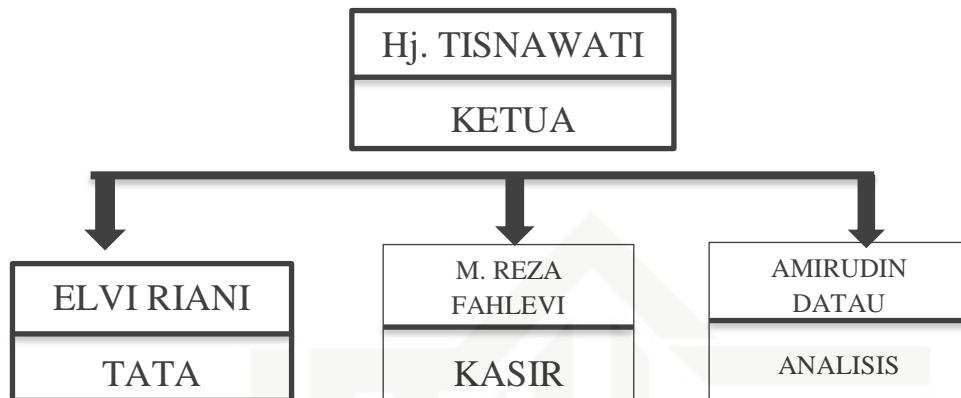 Hj. TISNAWATI
KETUA
ELVI RIANI
TATA
M. REZA
FAHLEVI
KASIR
AMIRUDIN
DATAU
ANALISIS